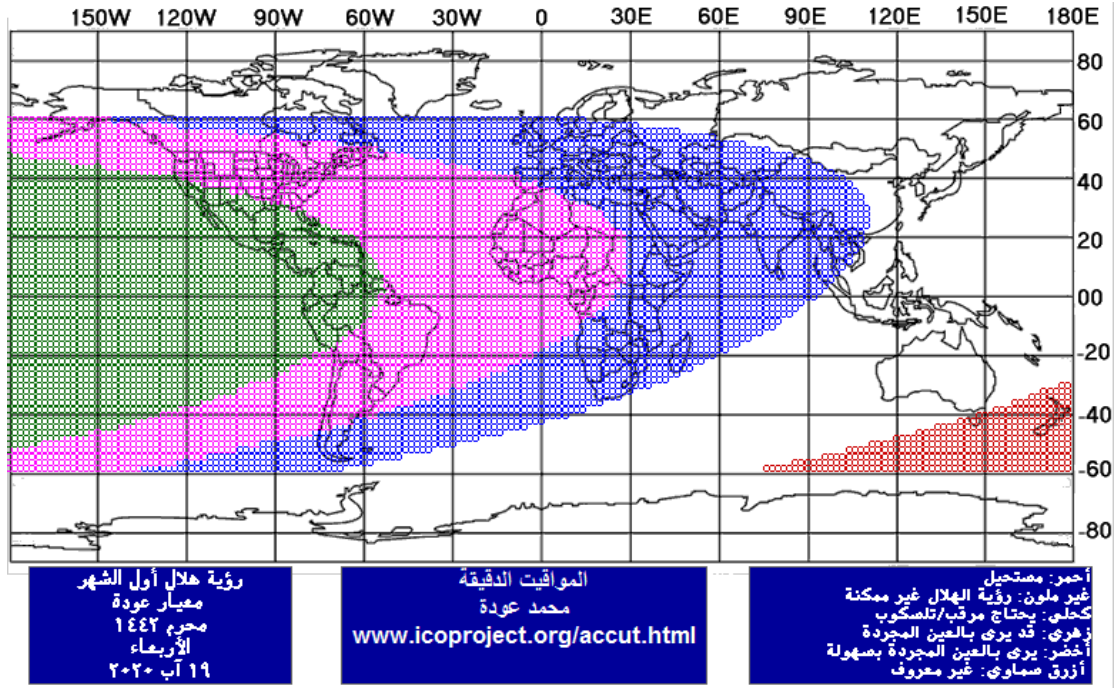 150W 120W 90W 60W 30W 0 30E 60E 90E 120E 150E 180E
80
60
40
20
00
-20
-40
-60
-80
رؤية هلال أول الشهر
معيار عودة
محرم ١٤٤٢
الأربعاء
١٩ آب ٢٠٢٠
المواقيت الدقيقة
محمد عودة
www.icoproject.org/accut.html
أحمر: مستحيل
غير ملون: رؤية الهلال غير ممكنة
كحلي: يحتاج مرقب/تلسكوب
زهري: قد يرى بالعين المجردة
أخضر: يرى بالعين المجردة بسهولة
أزرق سماوي: غير معروف